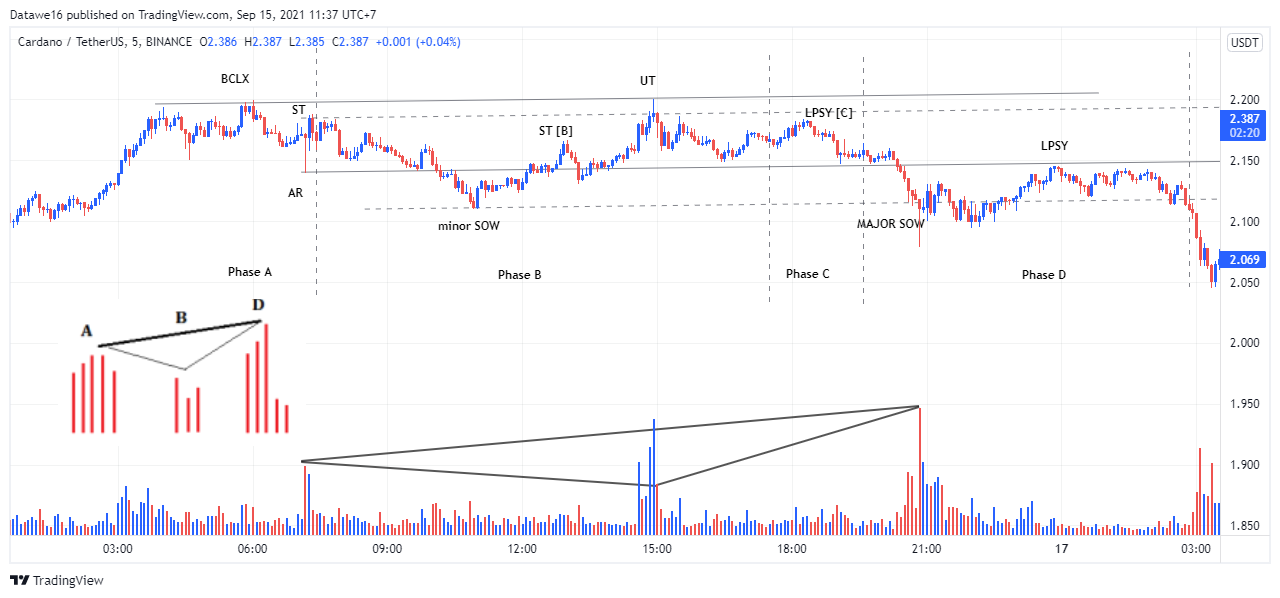 Datawe16 published on TradingView.com, Sep 15, 2021 11:37 UTC+7
Cardano / TetherUS, 5, BINANCE O2.386 H2.387 L2.385 C2.387 +0.001 (+0.04%)
USDT
BCLX
UT
ST
2.200
LPSY [C]
2.387
02:20
ST [B]
LPSY
2.150
AR
2.100
minor SOW
MAJOR SOW
2.069
Phase A
Phase B
Phase C
Phase D
2.050
A
B
D
2.000
1.950
1.900
1.850
03:00 06:00 09:00 12:00 15:00 18:00 21:00 17 03:00
TradingView